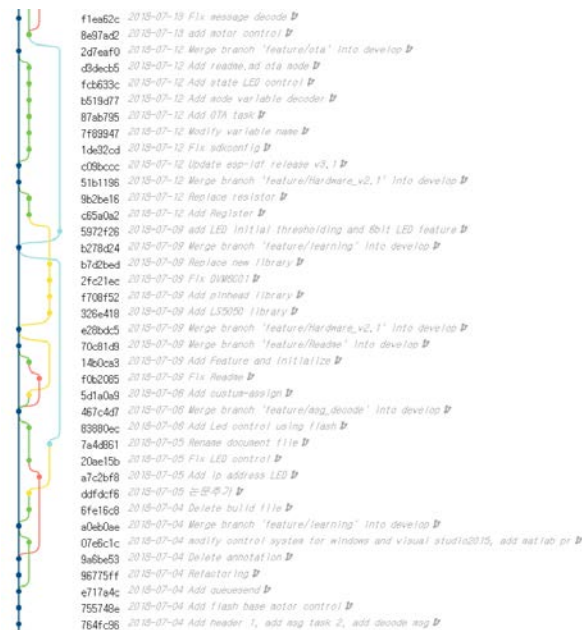 f1ea62c 2018-07-13 Fix message decode
8e97ad2 2018-07-13 add motor control
2d7eaf0 2018-07-12 Merge branch 'feature/ota' into develop
d3decb5 2018-07-12 Add readme.md ota mode
fcb633c 2018-07-12 Add state LED control
b519d77 2018-07-12 Add mode variable decoder
87ab795 2018-07-12 Add OTA task
7f89947 2018-07-12 Modify variable name
1de32cd 2018-07-12 Fix sdkconfig
c09bccc 2018-07-12 Update esp-idf release v3.1
51b1196 2018-07-12 Merge branch 'feature/Hardware_v2.1' into develop
9b2be16 2018-07-12 Replace resistor
c65a0a2 2018-07-12 Add Register
5972f26 2018-07-09 add LED initial thresholding and 6bit LED feature
b278d24 2018-07-09 Merge branch 'feature/learning' into develop
b7d2bed 2018-07-09 Replace new library
2fc21ec 2018-07-09 Fix
f708f52 2018-07-09 Add pinhead library
326e418 2018-07-09 Add library
e28bdc5 2018-07-09 Merge branch 'feature/Hardware_v2.1' into develop
70c81d9 2018-07-09 Merge branch 'feature/Readme' into develop
14b0ca3 2018-07-09 Add Feature and Initialize
f0b2085 2018-07-09 Fix Readme
5d1a0a9 2018-07-06 Add custum-assign
467c4d7 2018-07-06 Merge branch 'feature/msg_decode' into develop
83880ec 2018-07-06 Add Led control using flash
7a4d861 2018-07-05 Rename document file
20ae15b 2018-07-05 Fix LED control
a7c2bf8 2018-07-05 Add ip address LED
ddfdcf6 2018-07-05 논문추가
6fe16c8 2018-07-04 Delete build file
a0eb0ae 2018-07-04 Merge branch 'feature/learning' into develop
07e6c1c 2018-07-04 modify control system for windows and visual studio2015, add matlab pr
9a6be53 2018-07-04 Delete annotation
96775ff 2018-07-04 Refactoring
e717a4c 2018-07-04 Add queuesend
755748e 2018-07-04 Add flash base motor control
764fc96 2018-07-04 Add header 1, add msg task 2, add decode msg